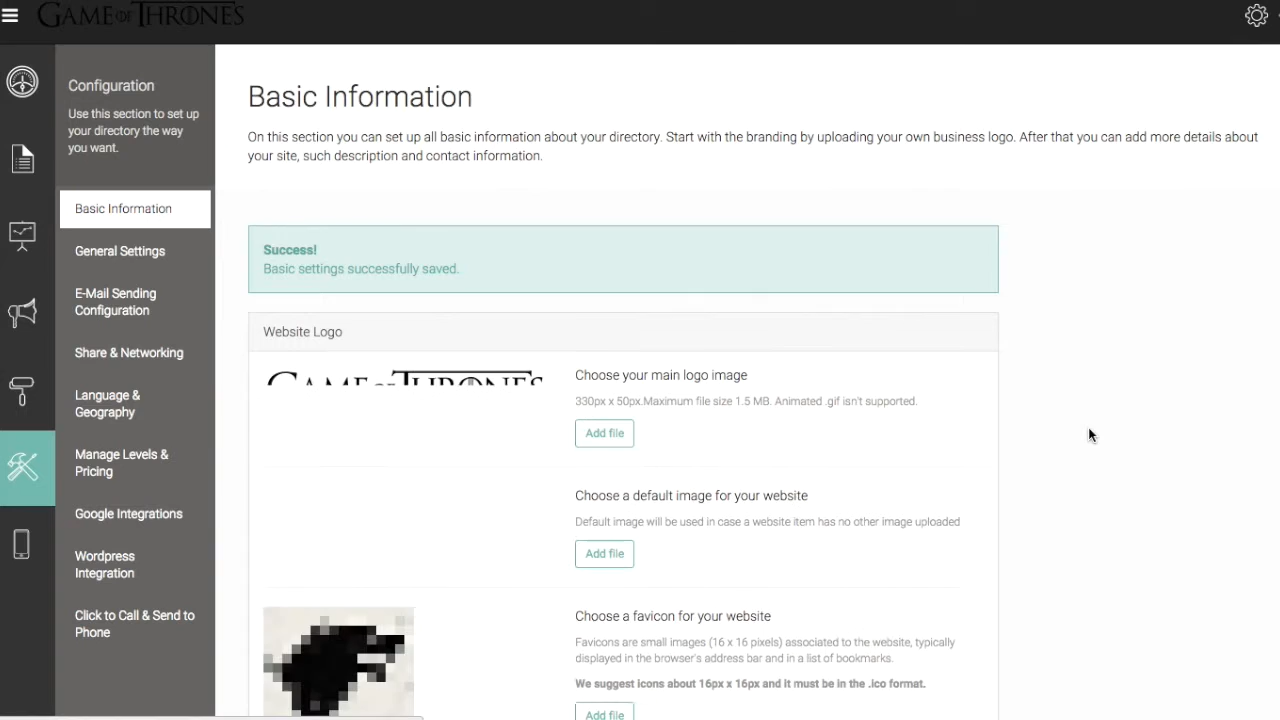 GAME OF THRONES
Configuration
Use this section to set up
your directory the way
you want.
Basic Information
General Settings
E-Mail Sending
Configuration
Share & Networking
Language &
Geography
Manage Levels &
Pricing
Google Integrations
Wordpress
Integration
Click to Call & Send to
Phone
Basic Information
On this section you can set up all basic information about your directory. Start with the branding by uploading your own business logo. After that you can add more details about
your site, such description and contact information.
Success!
Basic settings successfully saved.
Website Logo
GAME OF THRONES
Choose your main logo image
330px x 50px.Maximum file size 1.5 MB. Animated .gif isn't supported.
Add file
Choose a default image for your website
Default image will be used in case a website item has no other image uploaded
Add file
Choose a favicon for your website
Favicons are small images (16 x 16 pixels) associated to the website, typically
displayed in the browser's address bar and in a list of bookmarks.
We suggest icons about 16px x 16px and it must be in the .ico format.
Add file